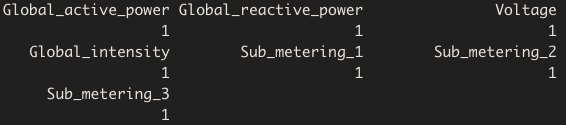 Global_active_power Global_reactive_power Voltage
1 1 1
Global_intensity Sub_metering_1 Sub_metering_2
1 1 1
Sub_metering_3
1